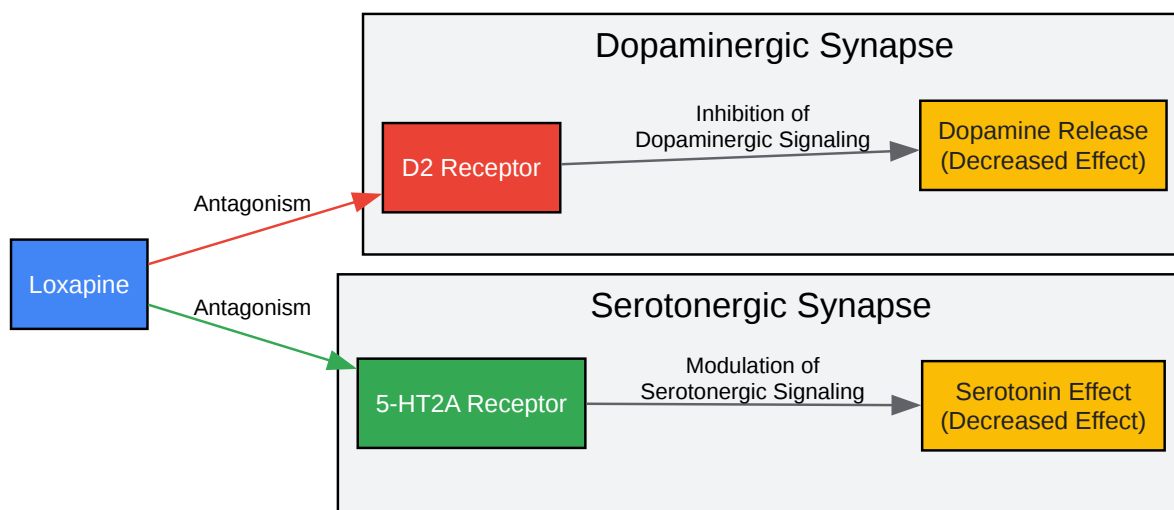 Dopaminergic Synapse
Inhibition of
Dopaminergic Signaling
D2 Receptor
Dopamine Release
(Decreased Effect)
Antagonism
Loxapine
Antagonism
Serotonergic Synapse
Modulation of
Serotonergic Signaling
5-HT2A Receptor
Serotonin Effect
(Decreased Effect)